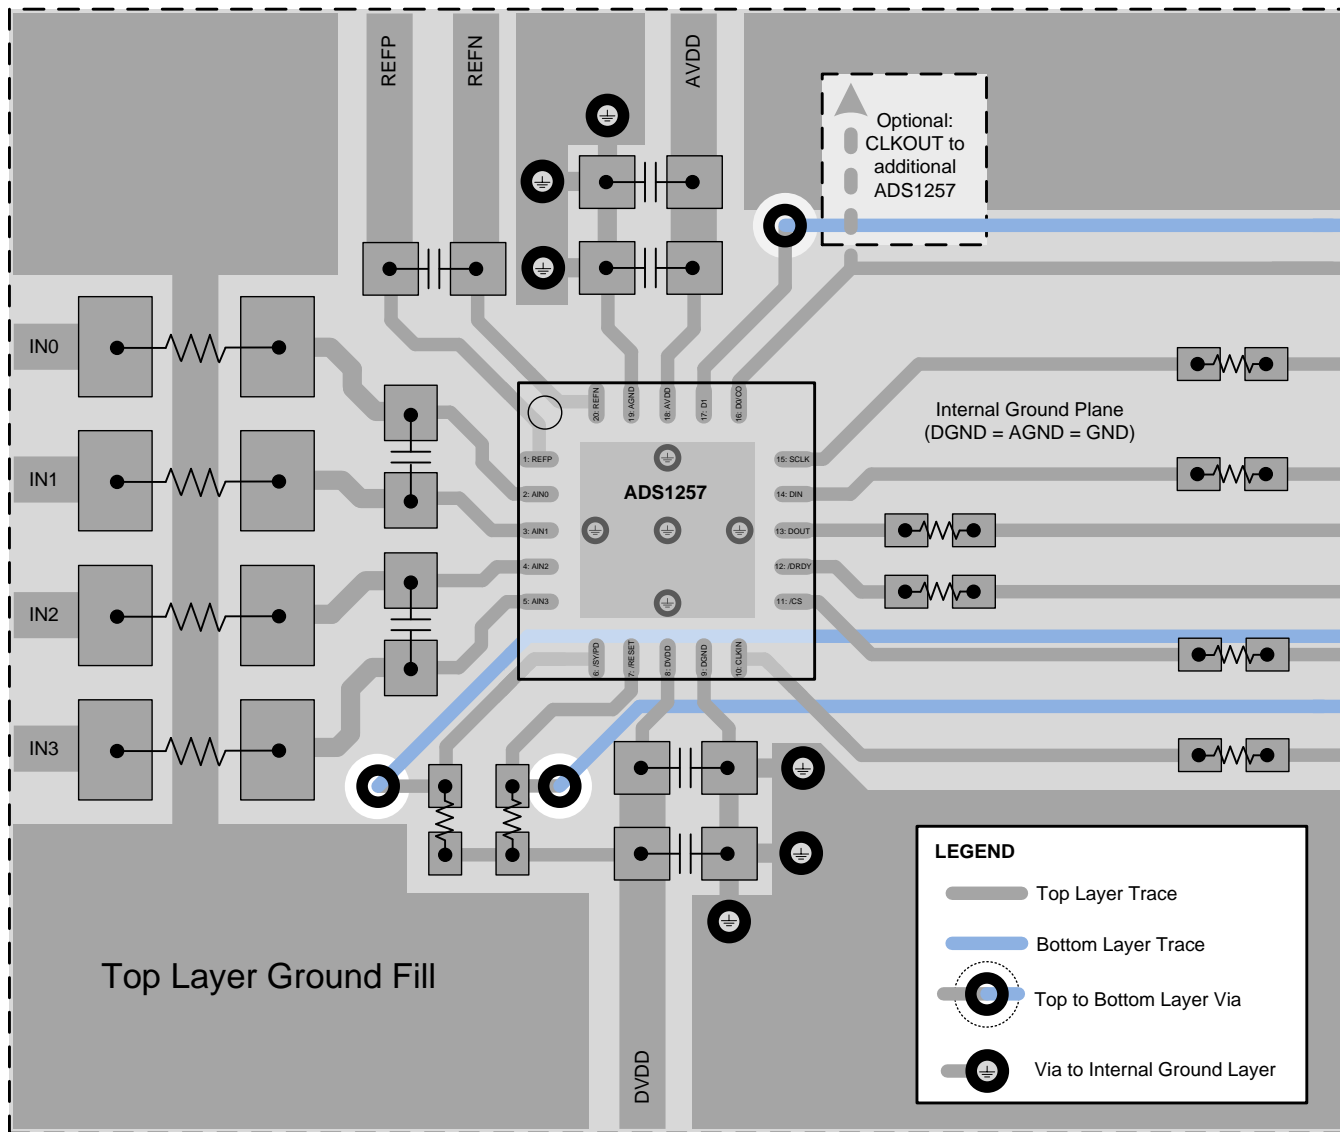 REFP
REFN
AVDD
Optional:
CLKOUT to
additional
ADS1257
IN0
IN1
IN2
IN3
20: REFN
19: AGND
18: AVDD
17: D1
16: D0/CO
1: REFP
2: AIN0
3: AIN1
4: AIN2
5: AIN3
ADS1257
15: SCLK
14: DIN
13: DOUT
12: /DRDY
11: /CS
6: /SY/PD
7: /RESET
8: DVDD
9: DGND
10: CLKIN
Internal Ground Plane
(DGND = AGND = GND)
Top Layer Ground Fill
DVDD
LEGEND
Top Layer Trace
Bottom Layer Trace
Top to Bottom Layer Via
Via to Internal Ground Layer